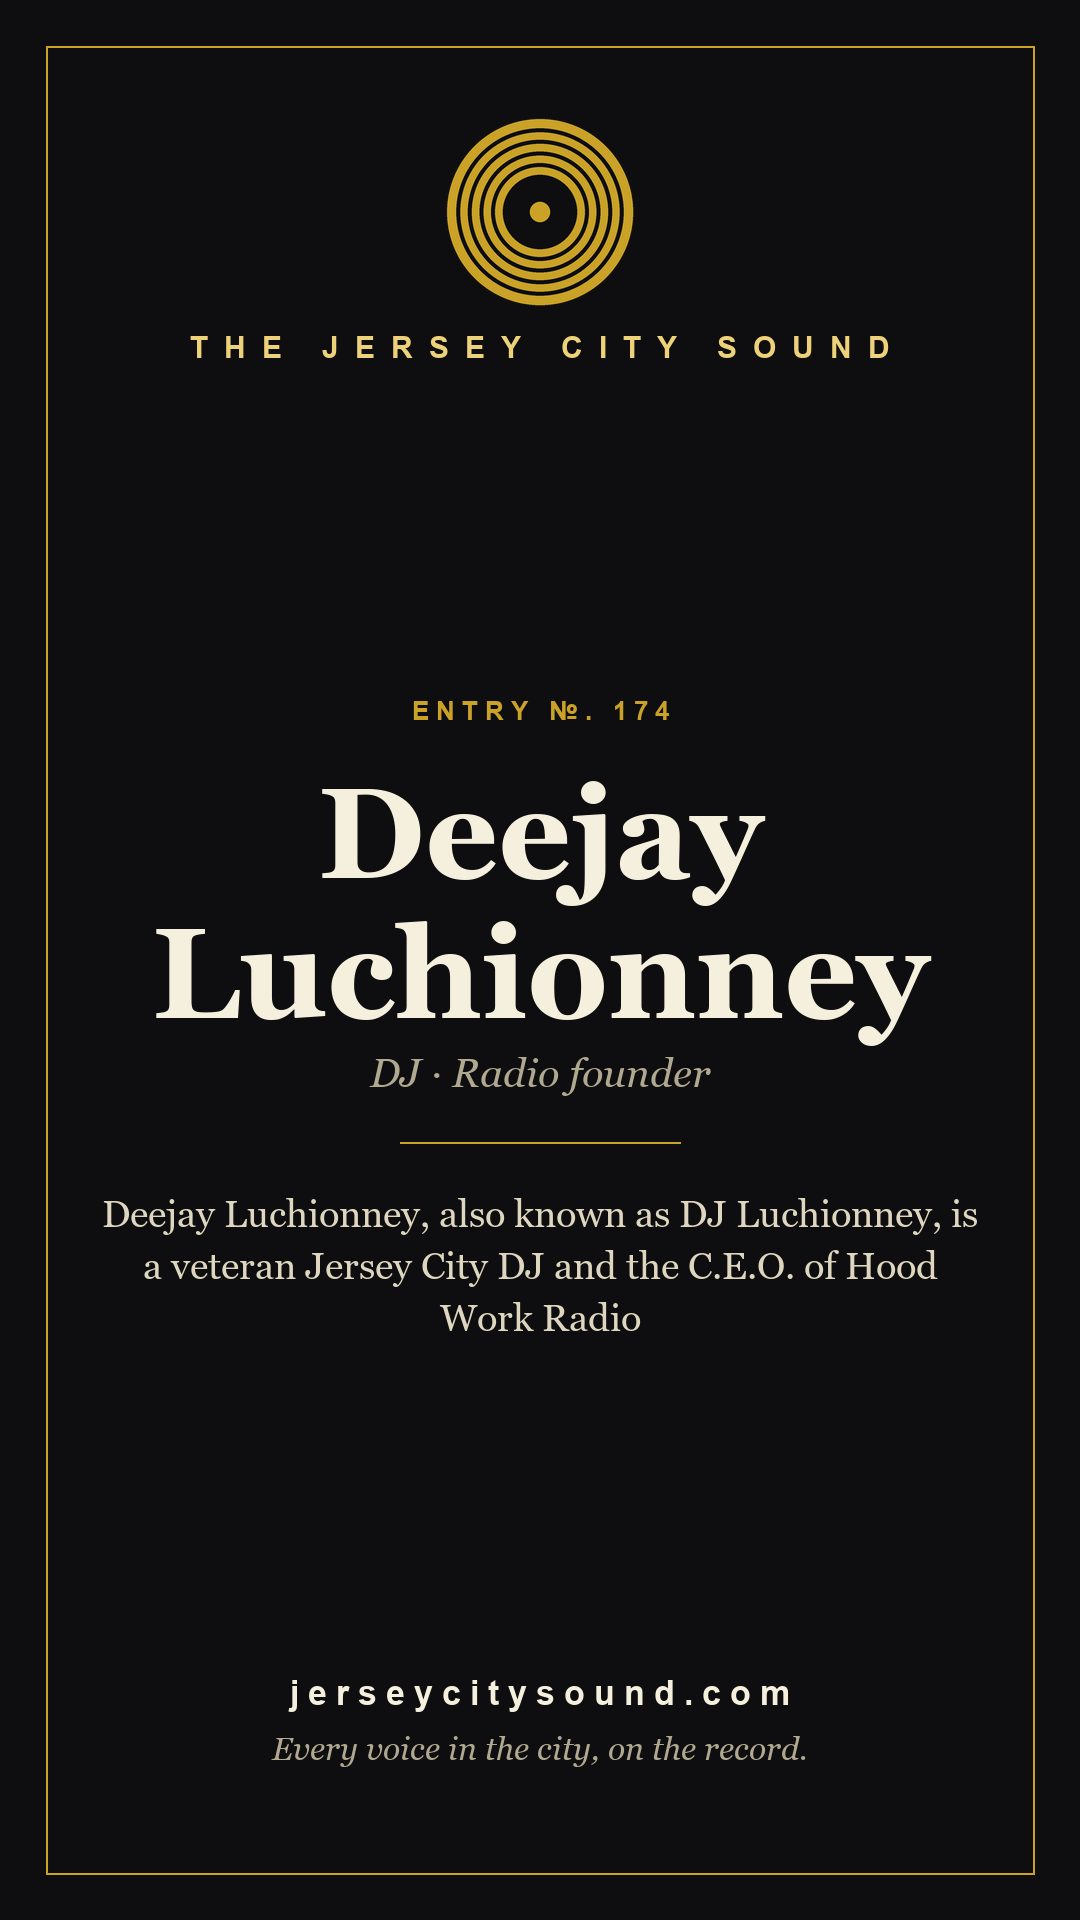 THE JERSEY CITY SOUND
ENTRY №. 174
Deejay
Luchionney
DJ · Radio founder
Deejay Luchionney, also known as DJ Luchionney, is
a veteran Jersey City DJ and the C.E.O. of Hood
Work Radio
jerseycitysound.com
Every voice in the city, on the record.